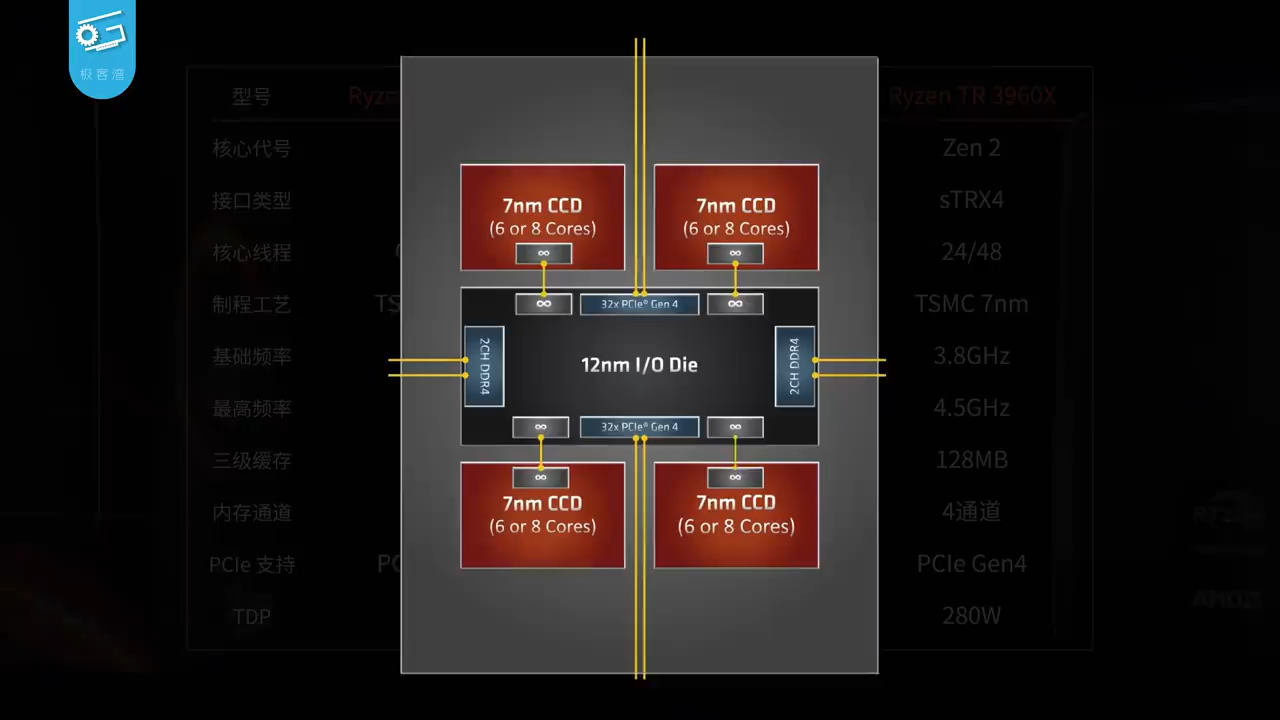 极客湾
型号
Ryzen TR 3960X
核心代号
Zen 2
接口类型
sTRX4
核心线程
24/48
制程工艺
TS
TSMC 7nm
基础频率
3.8GHz
最高频率
4.5GHz
三级缓存
128MB
内存通道
4通道
PCIe 支持
PC
PCIe Gen4
TDP
280W
7nm CCD
(6 or 8 Cores)
∞
7nm CCD
(6 or 8 Cores)
∞
∞
32x PCIe® Gen 4
∞
2CH DDR4
12nm I/O Die
2CH DDR4
∞
32x PCIe® Gen 4
∞
∞
7nm CCD
(6 or 8 Cores)
∞
7nm CCD
(6 or 8 Cores)